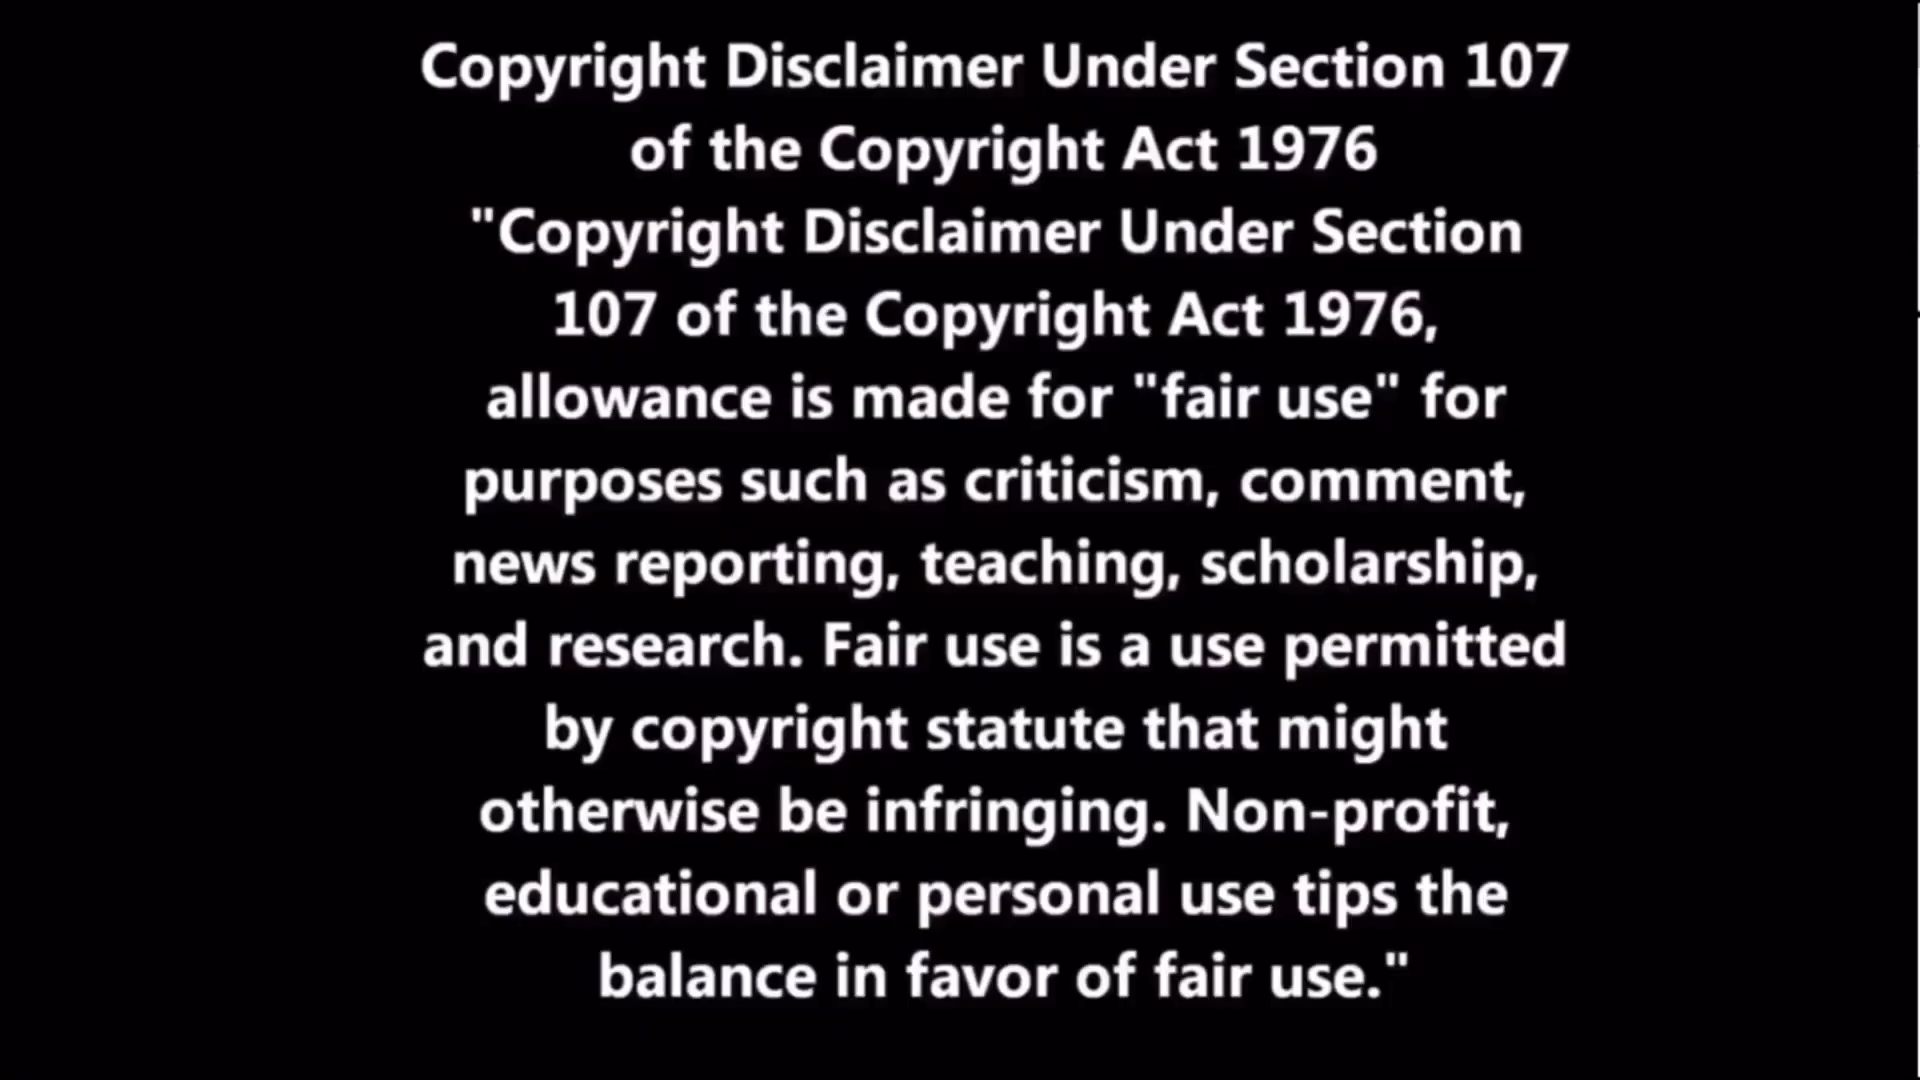 Copyright Disclaimer Under Section 107
of the Copyright Act 1976
"Copyright Disclaimer Under Section
107 of the Copyright Act 1976,
allowance is made for "fair use" for
purposes such as criticism, comment,
news reporting, teaching, scholarship,
and research. Fair use is a use permitted
by copyright statute that might
otherwise be infringing. Non-profit,
educational or personal use tips the
balance in favor of fair use."